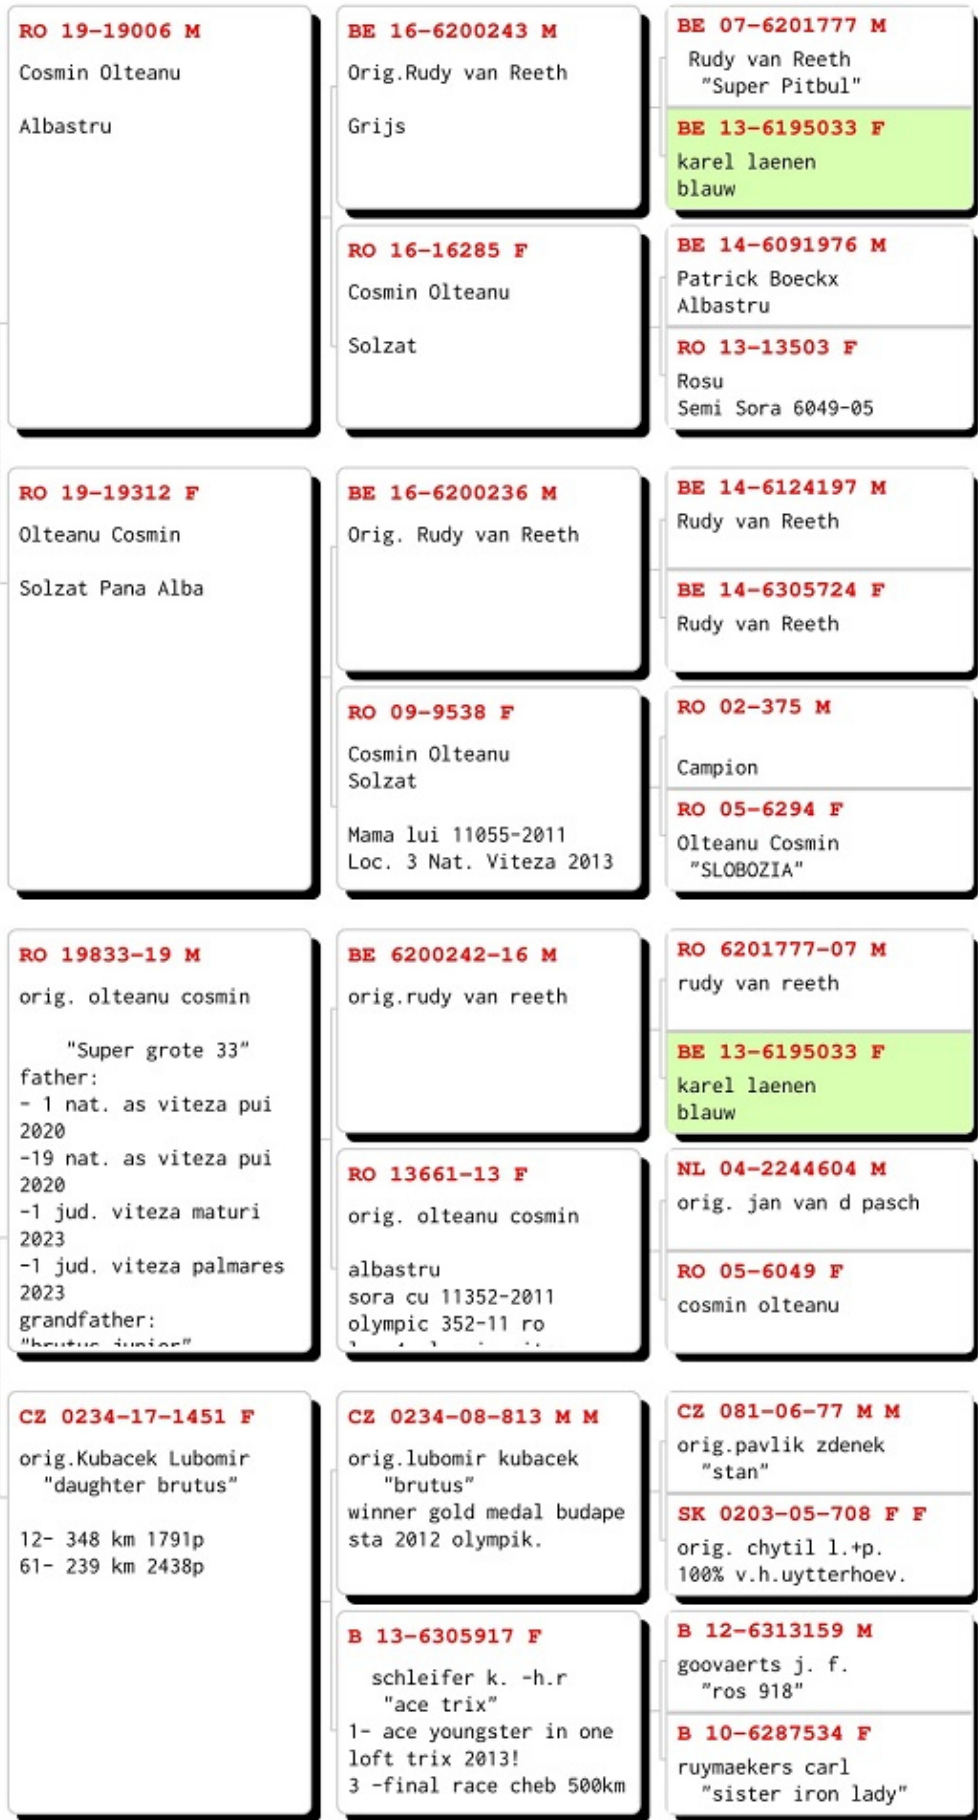 RO 19-19006 M
Cosmin Olteanu
Albastru
BE 16-6200243 M
Orig.Rudy van Reeth
Grijs
BE 07-6201777 M
Rudy van Reeth
"Super Pitbul"
BE 13-6195033 F
karel laenen
blauw
RO 16-16285 F
Cosmin Olteanu
Solzat
BE 14-6091976 M
Patrick Boeckx
Albastru
RO 13-13503 F
Rosu
Semi Sora 6049-05
RO 19-19312 F
Olteanu Cosmin
Solzat Pana Alba
BE 16-6200236 M
Orig. Rudy van Reeth
BE 14-6124197 M
Rudy van Reeth
BE 14-6305724 F
Rudy van Reeth
RO 09-9538 F
Cosmin Olteanu
Solzat
Mama lui 11055-2011
Loc. 3 Nat. Viteza 2013
RO 02-375 M
Campion
RO 05-6294 F
Olteanu Cosmin
"SLOBOZIA"
RO 19833-19 M
orig. olteanu cosmin
"Super grote 33"
father:
- 1 nat. as viteza pui
2020
-19 nat. as viteza pui
2020
-1 jud. viteza maturi
2023
-1 jud. viteza palmares
2023
grandfather:
"brutus junior"
BE 6200242-16 M
orig.rudy van reeth
RO 6201777-07 M
rudy van reeth
BE 13-6195033 F
karel laenen
blauw
RO 13661-13 F
orig. olteanu cosmin
albastru
sora cu 11352-2011
olympic 352-11 ro
NL 04-2244604 M
orig. jan van d pasch
RO 05-6049 F
cosmin olteanu
CZ 0234-17-1451 F
orig.Kubacek Lubomir
"daughter brutus"
12- 348 km 1791p
61- 239 km 2438p
CZ 0234-08-813 M M
orig.lubomir kubacek
"brutus"
winner gold medal budape
sta 2012 olympik.
CZ 081-06-77 M M
orig.pavlik zdenek
"stan"
SK 0203-05-708 F F
orig. chytil l.+p.
100% v.h.uytterhoev.
B 13-6305917 F
schleifer k. -h.r
"ace trix"
1- ace youngster in one
loft trix 2013!
3 -final race cheb 500km
B 12-6313159 M
goovaerts j. f.
"ros 918"
B 10-6287534 F
ruymaekers carl
"sister iron lady"